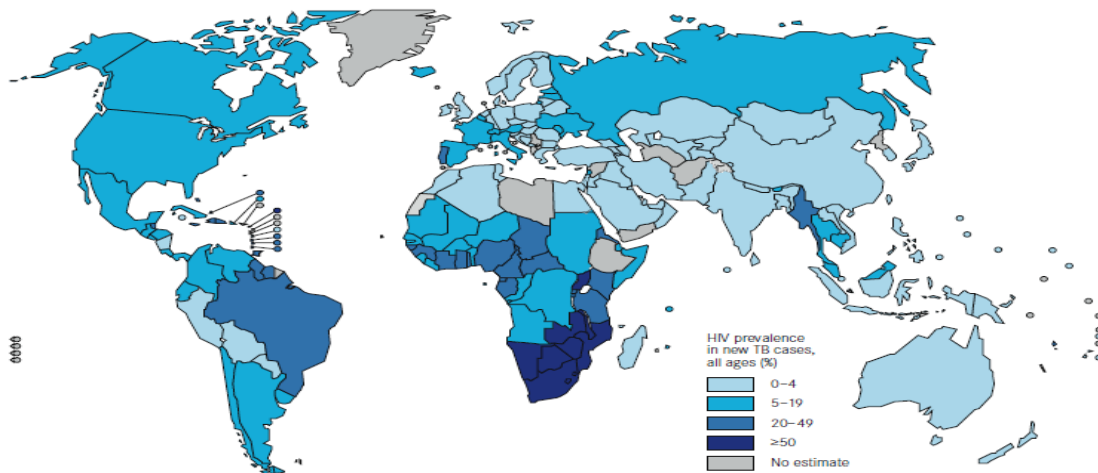 HIV prevalence
in new TB cases,
all ages (%)
0–4
5–19
20–49
≥50
No estimate